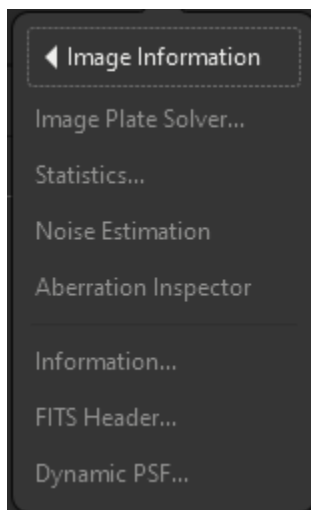 Image Information
Image Plate Solver...
Statistics...
Noise Estimation
Aberration Inspector
Information...
FITS Header...
Dynamic PSF...